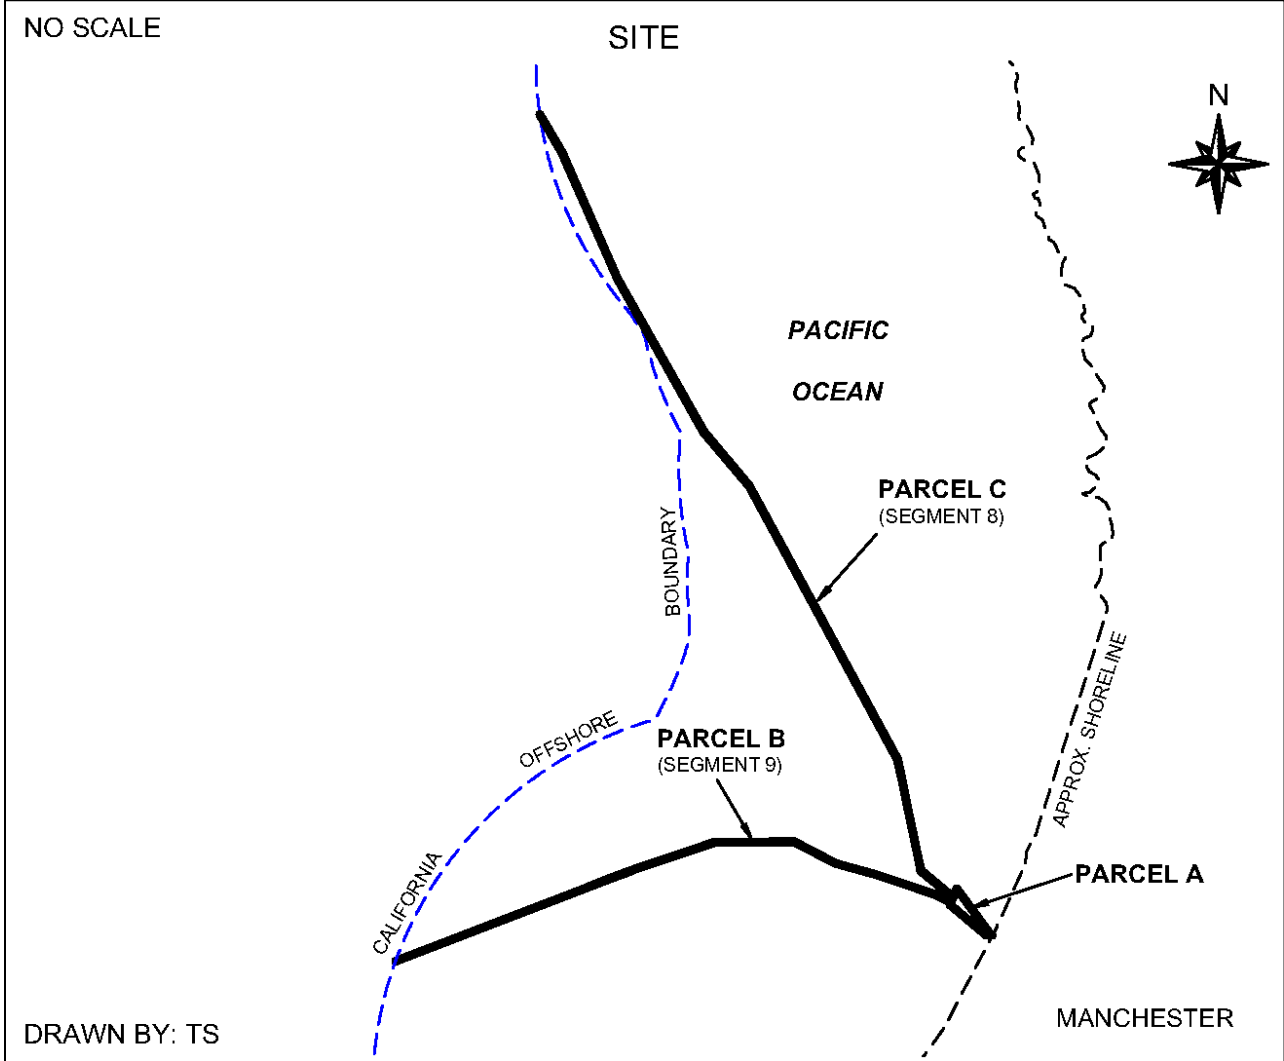 NO SCALE
SITE
N
PACIFIC
OCEAN
PARCEL C
(SEGMENT 8)
BOUNDARY
OFFSHORE
CALIFORNIA
PARCEL B
(SEGMENT 9)
APPROX. SHORELINE
PARCEL A
MANCHESTER
DRAWN BY: TS